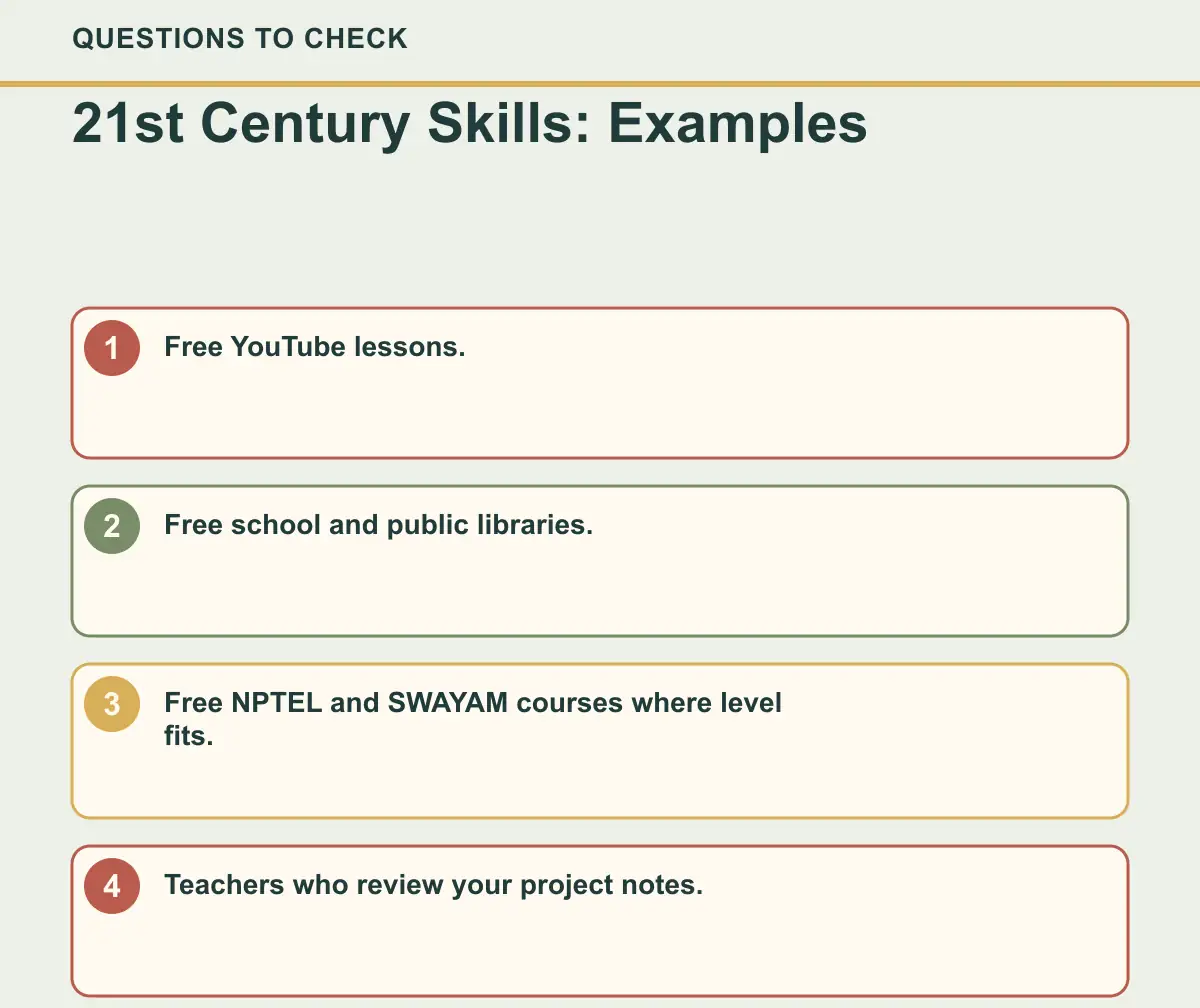 QUESTIONS TO CHECK
21st Century Skills: Examples
1
Free YouTube lessons.
2
Free school and public libraries.
3
Free NPTEL and SWAYAM courses where level
fits.
4
Teachers who review your project notes.